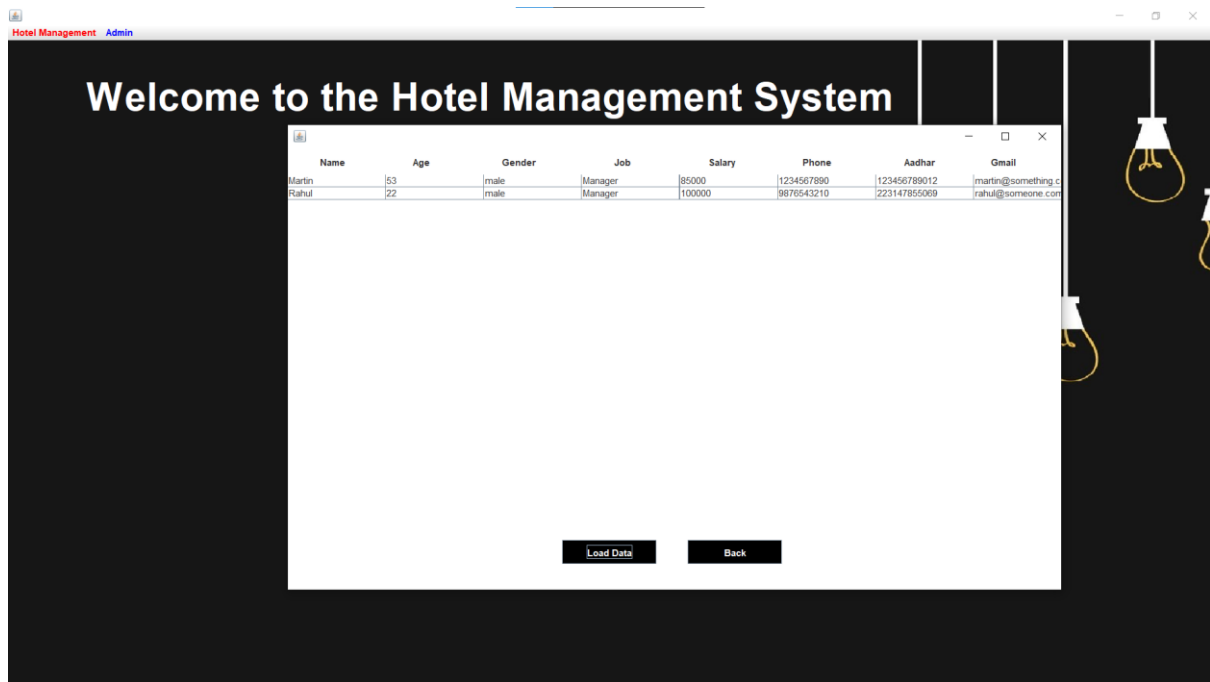 Hotel Management Admin
Welcome to the Hotel Management System
Name Age Gender Job Salary Phone Aadhar Gmail
Martin 53 male Manager 85000 1234567890 123456789012 martin@something.c
Rahul 22 male Manager 100000 9876543210 223147855069 rahul@someone.com
Load Data Back